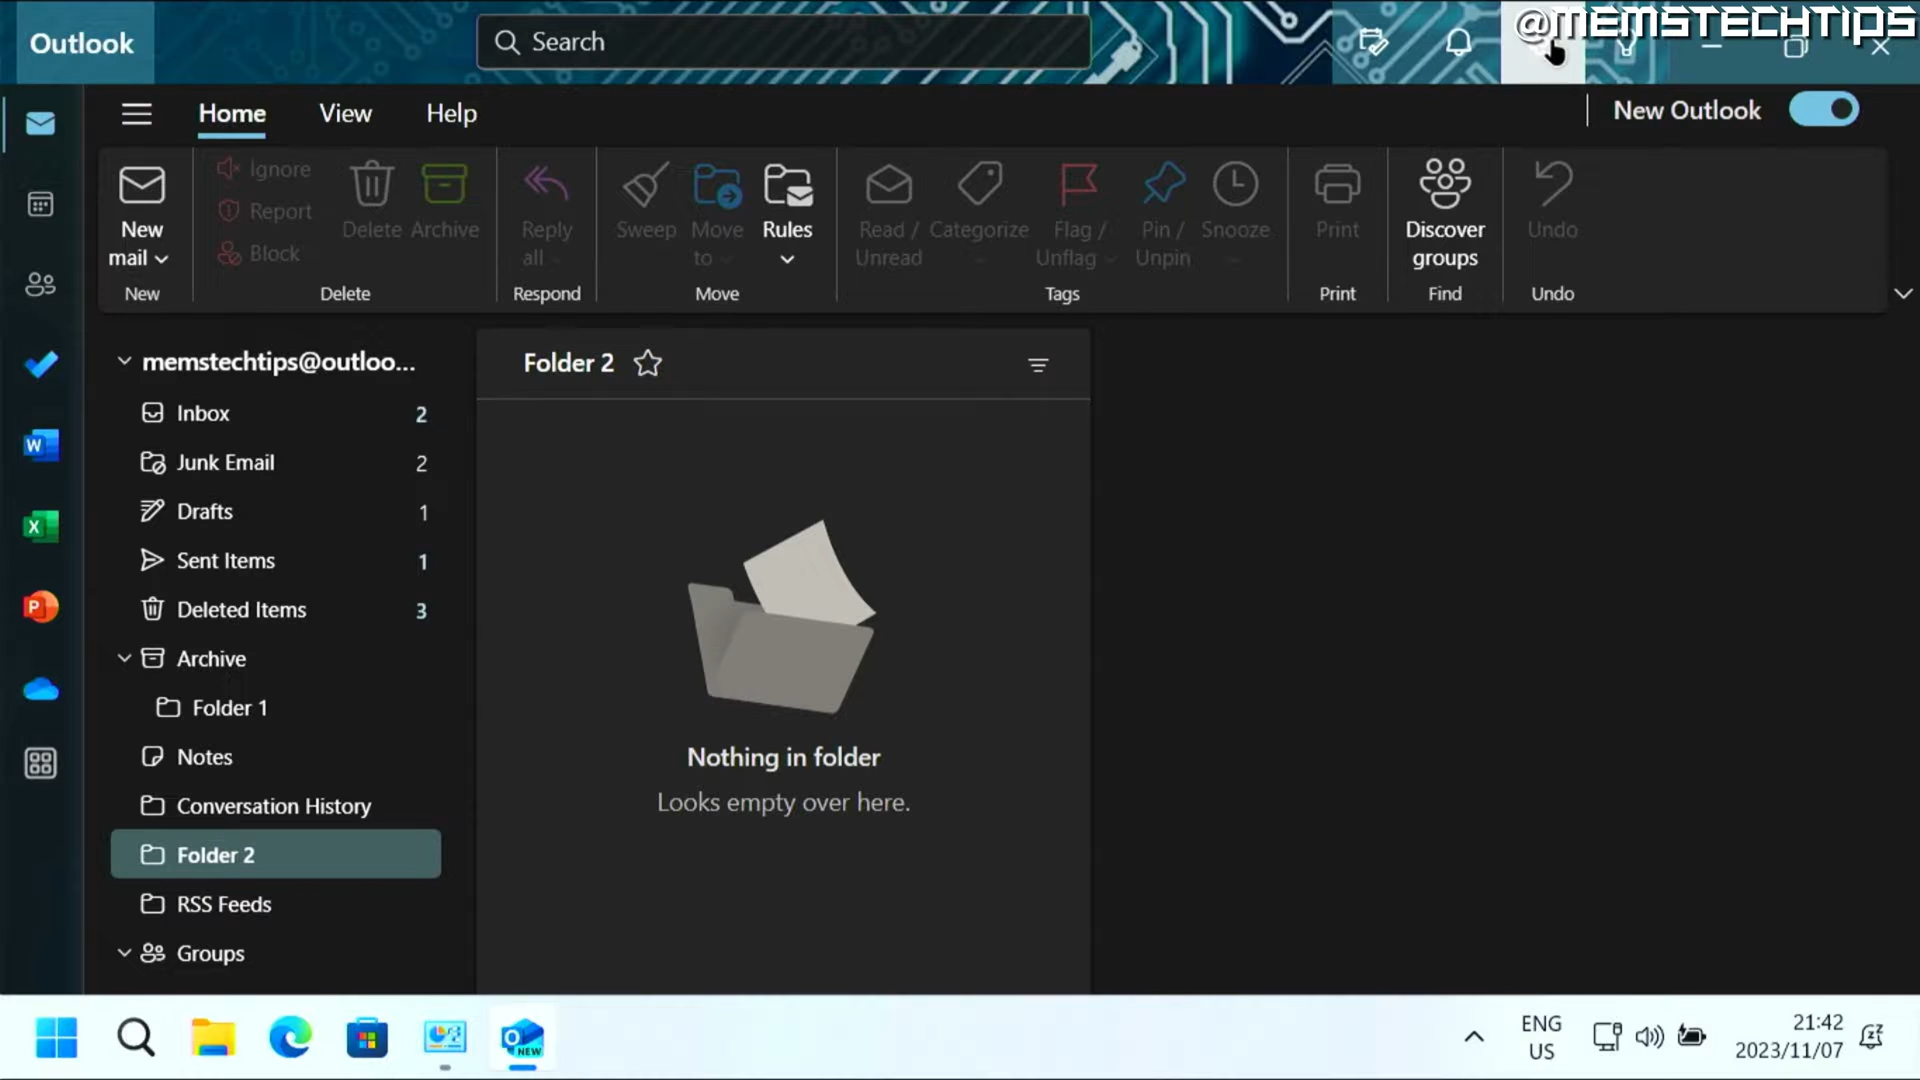 @MEMSTECHTIPS
Outlook
Search
Home
View
Help
New Outlook
New
mail
New
Ignore
Report
Block
Delete
Archive
Delete
Reply
all
Respond
Sweep
Move
to
Rules
Move
Read /
Unread
Categorize
Flag /
Unflag
Pin /
Unpin
Snooze
Tags
Print
Print
Discover
groups
Find
Undo
Undo
memstechtips@outloo...
Inbox 2
Junk Email 2
Drafts 1
Sent Items 1
Deleted Items 3
Archive
Folder 1
Notes
Conversation History
Folder 2
RSS Feeds
Groups
Folder 2
Nothing in folder
Looks empty over here.
W
X
P
O
NEW
ENG
US
21:42
2023/11/07